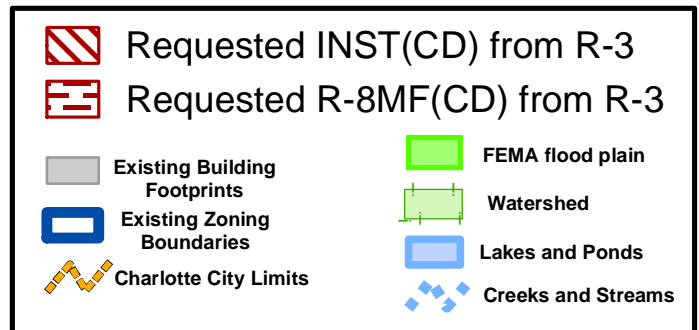 Requested INST(CD) from R-3
Requested R-8MF(CD) from R-3
Existing Building
Footprints
Existing Zoning
Boundaries
Charlotte City Limits
FEMA flood plain
Watershed
Lakes and Ponds
Creeks and Streams